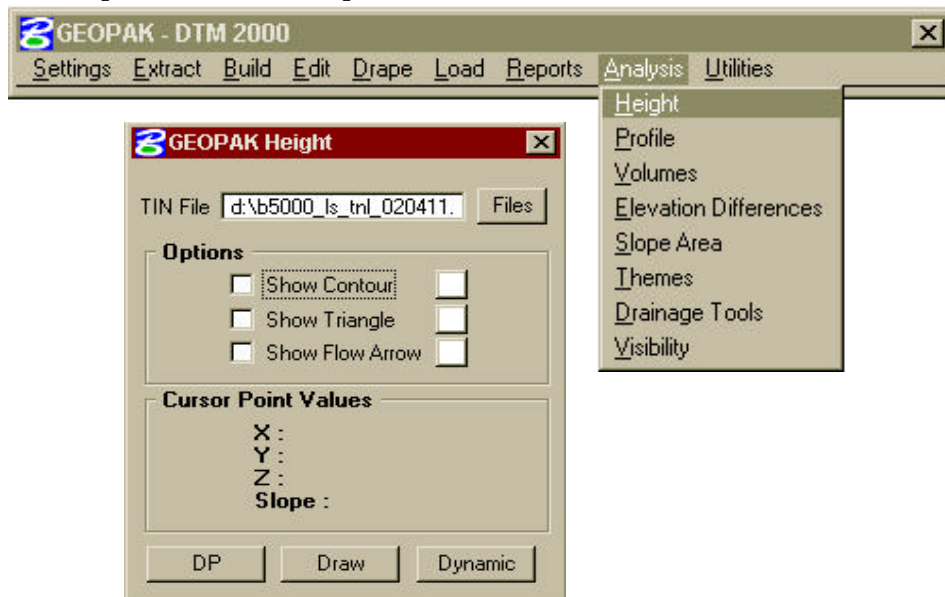 GEOPAK - DTM 2000
Settings Extract Build Edit Drape Load Reports Analysis Utilities
Height
Profile
Volumes
Elevation Differences
Slope Area
Themes
Drainage Tools
Visibility
GEOPAK Height
TIN File d:\b5000_ls_tnl_020411. Files
Options
Show Contour
Show Triangle
Show Flow Arrow
Cursor Point Values
X :
Y :
Z :
Slope :
DP Draw Dynamic